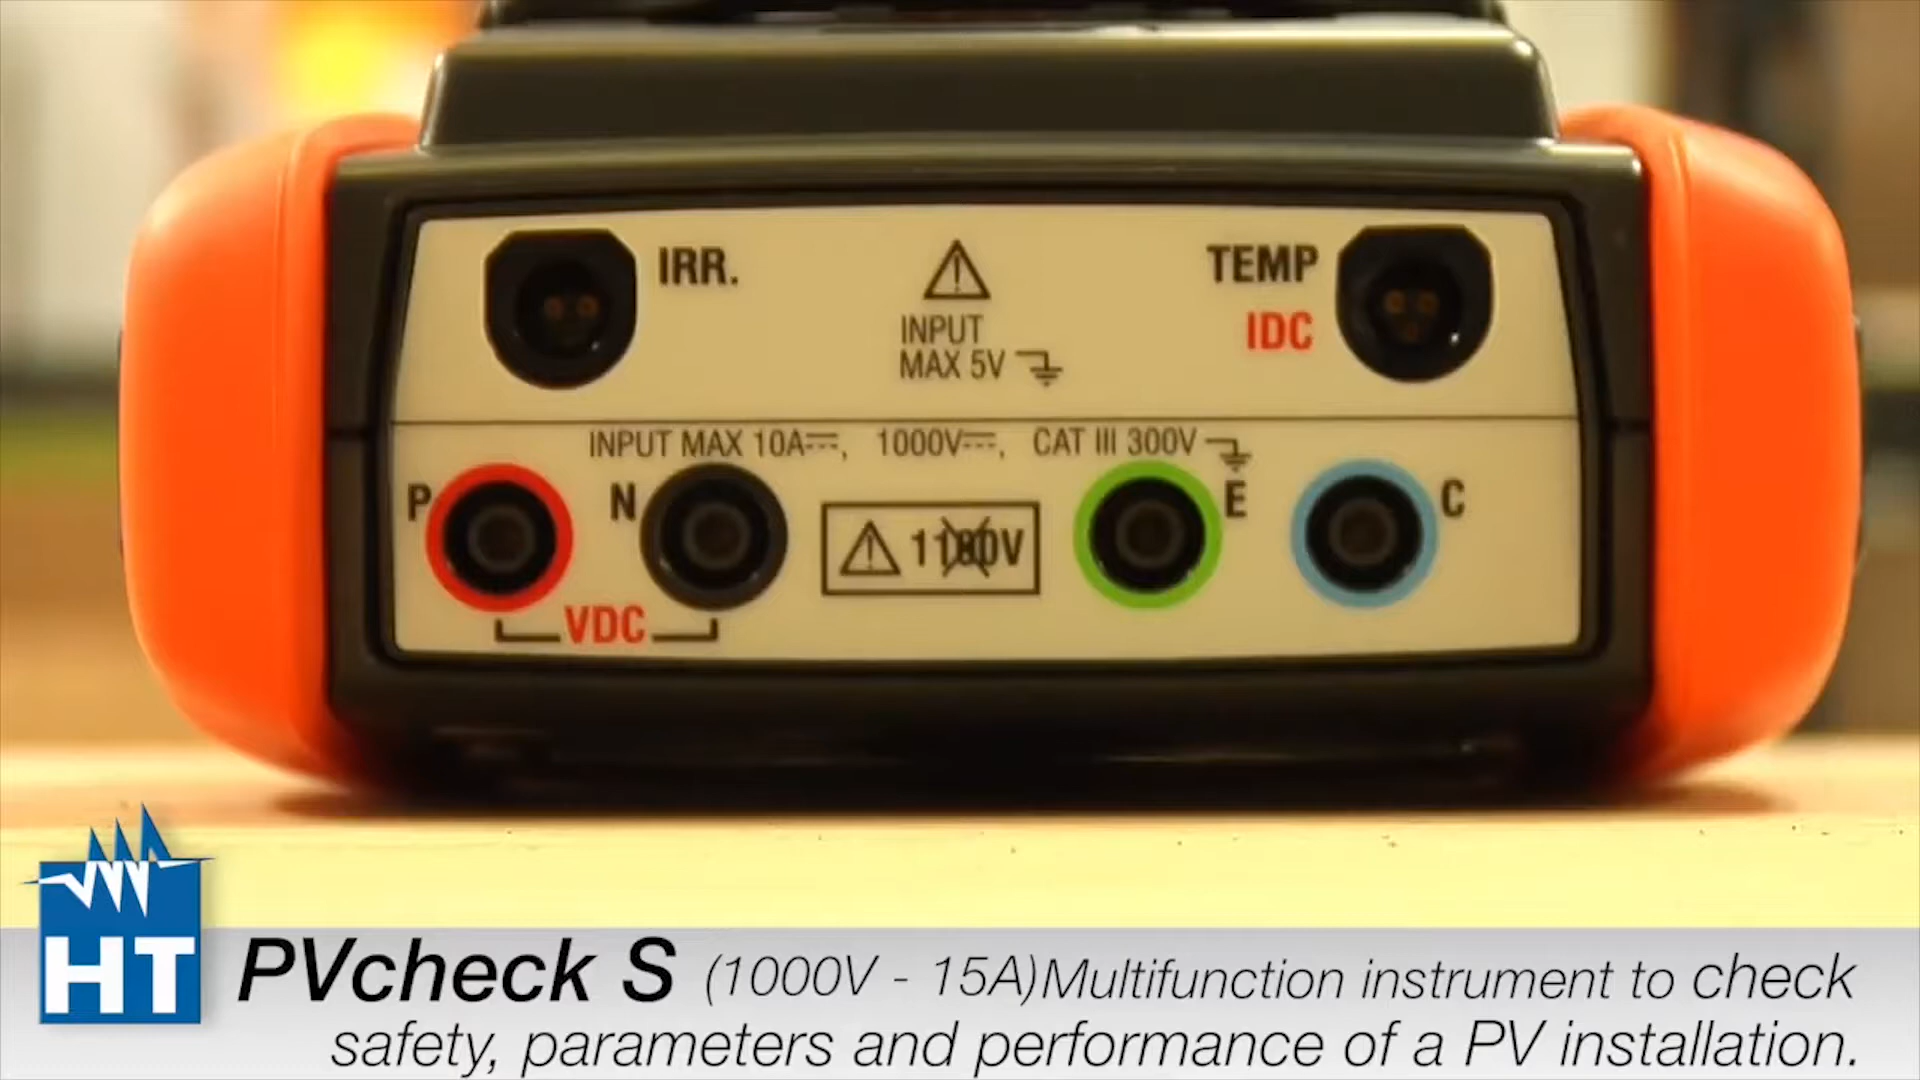 IRR.
INPUT
MAX 5V
TEMP
IDC
INPUT MAX 10A, 1000V, CAT III 300V
P
N
E
C
VDC
HT
PVcheck S (1000V - 15A)Multifunction instrument to check
safety, parameters and performance of a PV installation.